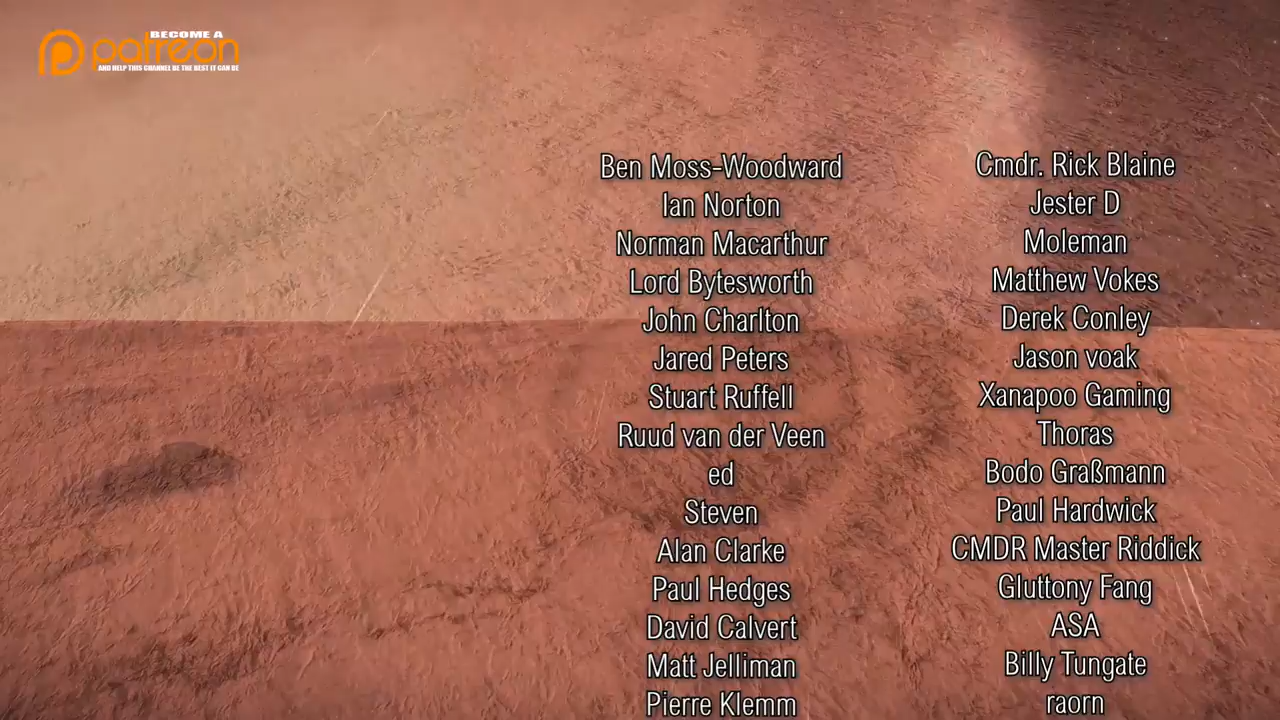 BECOME A
patreon
AND HELP THIS CHANNEL BE THE BEST IT CAN BE
Ben Moss-Woodward
Ian Norton
Norman Macarthur
Lord Bytesworth
John Charlton
Jared Peters
Stuart Ruffell
Ruud van der Veen
ed
Steven
Alan Clarke
Paul Hedges
David Calvert
Matt Jelliman
Pierre Klemm
Cmdr. Rick Blaine
Jester D
Moleman
Matthew Vokes
Derek Conley
Jason voak
Xanapoo Gaming
Thoras
Bodo Graßmann
Paul Hardwick
CMDR Master Riddick
Gluttony Fang
ASA
Billy Tungate
raorn